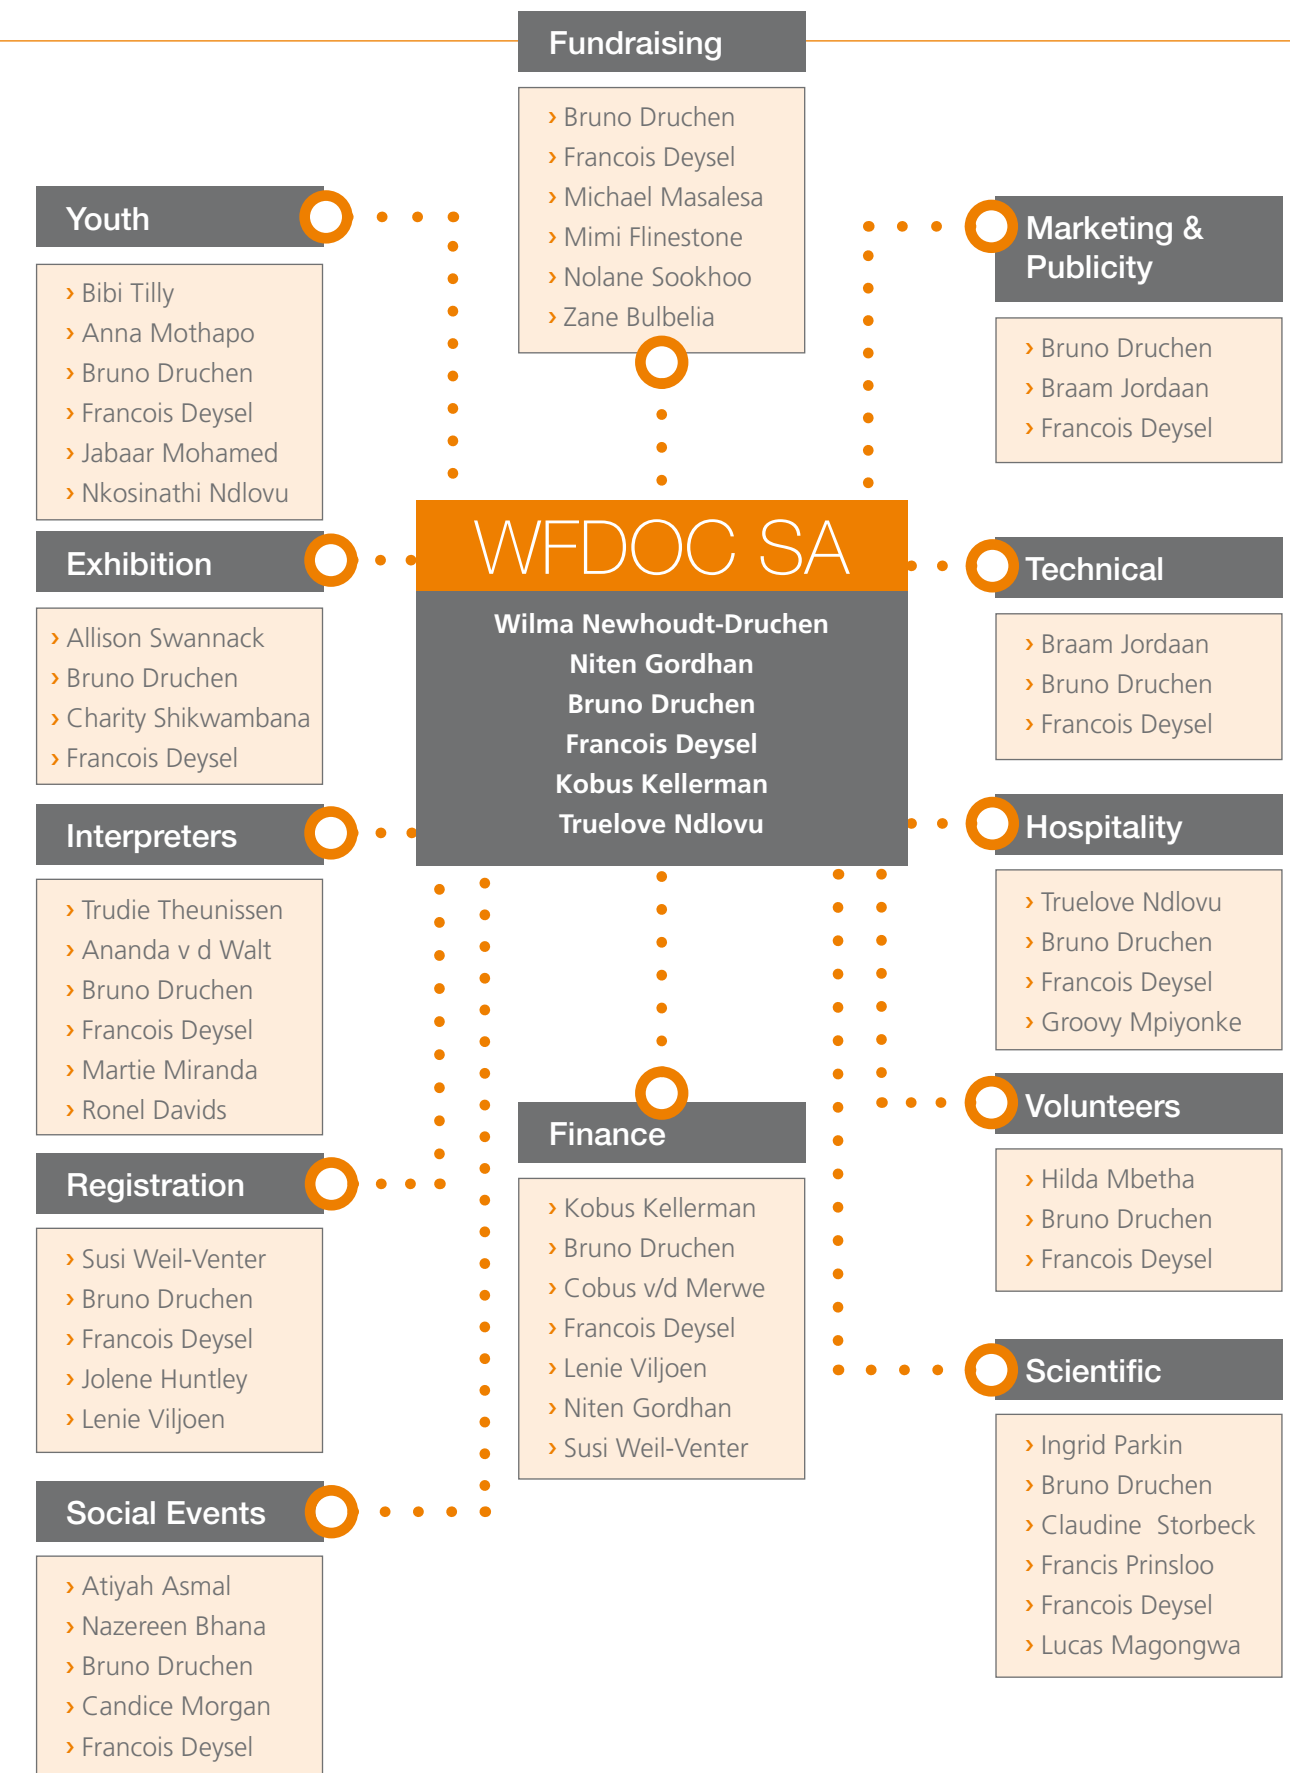 Fundraising
› Bruno Druchen
› Francois Deysel
› Michael Masalesa
› Mimi Flinestone
› Nolane Sookhoo
› Zane Bulbelia
Youth
› Bibi Tilly
› Anna Mothapo
› Bruno Druchen
› Francois Deysel
› Jabaar Mohamed
› Nkosinathi Ndlovu
Marketing &
Publicity
› Bruno Druchen
› Braam Jordaan
› Francois Deysel
WFDOC SA
Wilma Newhoudt-Druchen
Niten Gordhan
Bruno Druchen
Francois Deysel
Kobus Kellerman
Truelove Ndlovu
Exhibition
› Allison Swannack
› Bruno Druchen
› Charity Shikwambana
› Francois Deysel
Technical
› Braam Jordaan
› Bruno Druchen
› Francois Deysel
Interpreters
› Trudie Theunissen
› Ananda v d Walt
› Bruno Druchen
› Francois Deysel
› Martie Miranda
› Ronel Davids
Hospitality
› Truelove Ndlovu
› Bruno Druchen
› Francois Deysel
› Groovy Mpiyonke
Volunteers
› Hilda Mbetha
› Bruno Druchen
› Francois Deysel
Finance
› Kobus Kellerman
› Bruno Druchen
› Cobus v/d Merwe
› Francois Deysel
› Lenie Viljoen
› Niten Gordhan
› Susi Weil-Venter
Registration
› Susi Weil-Venter
› Bruno Druchen
› Francois Deysel
› Jolene Huntley
› Lenie Viljoen
Scientific
› Ingrid Parkin
› Bruno Druchen
› Claudine Storbeck
› Francis Prinsloo
› Francois Deysel
› Lucas Magongwa
Social Events
› Atiyah Asmal
› Nazereen Bhana
› Bruno Druchen
› Candice Morgan
› Francois Deysel